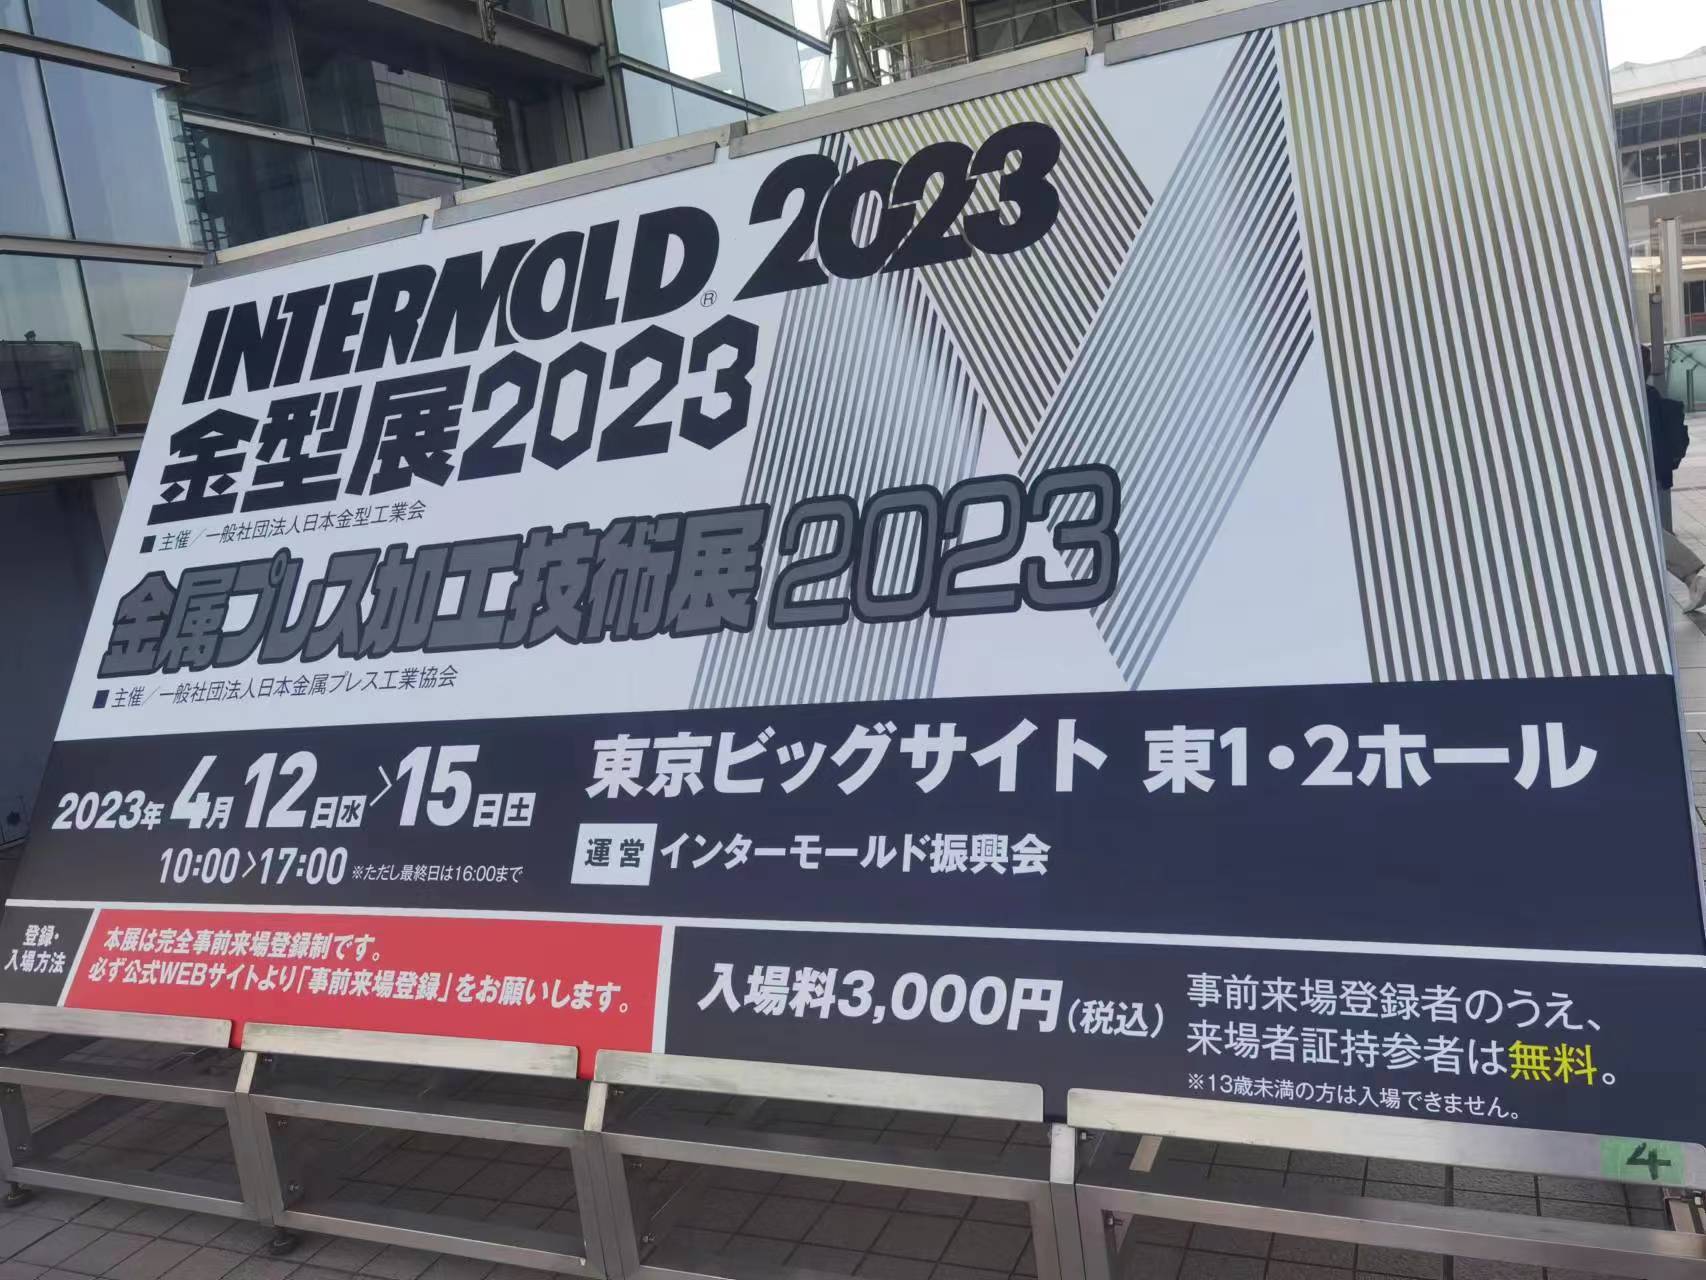 INTERMOLD® 2023
金型展2023
■ 主催／一般社団法人日本金型工業会
金属プレス加工技術展2023
■ 主催／一般社団法人日本金属プレス工業協会
2023年 4月12日水>15日土
10:00>17:00 ※ただし最終日は16:00まで
東京ビッグサイト 東1・2ホール
運営 インターモールド振興会
登録・
入場方法
本展は完全事前来場登録制です。
必ず公式WEBサイトより「事前来場登録」をお願いします。
入場料3,000円(税込)
事前来場登録者のうえ、
来場者証持参者は無料。
※13歳未満の方は入場できません。
4